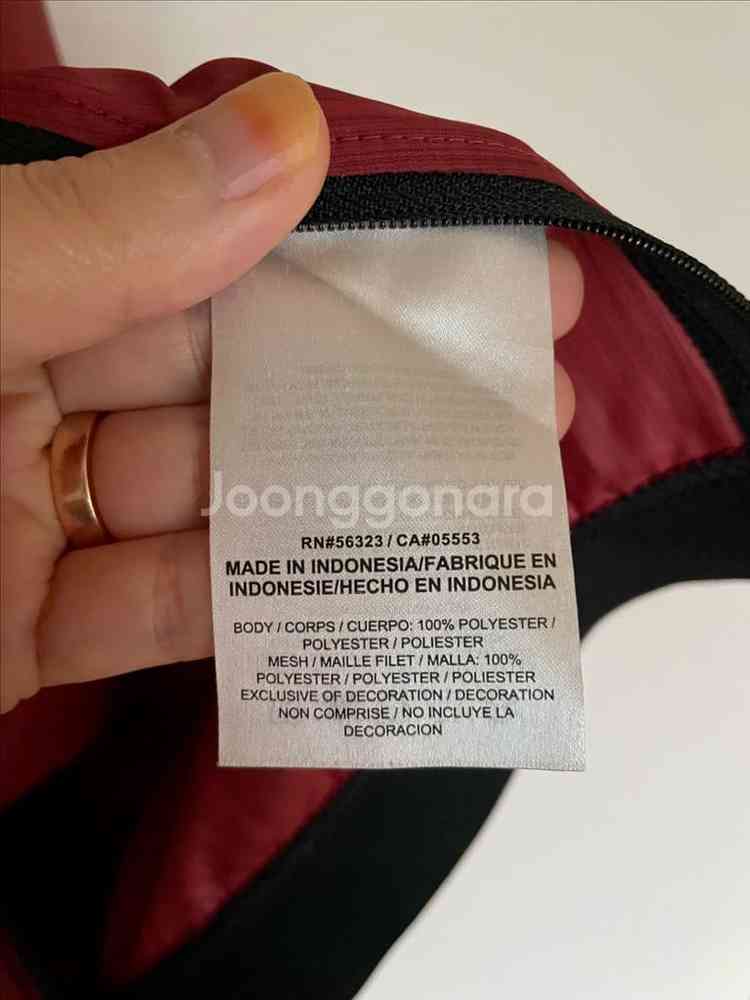 Joonggonara
RN#56323 / CA#05553
MADE IN INDONESIA/FABRIQUE EN
INDONESIE/HECHO EN INDONESIA
BODY / CORPS / CUERPO: 100% POLYESTER /
POLYESTER / POLIESTER
MESH / MAILLE FILET / MALLA: 100%
POLYESTER / POLYESTER / POLIESTER
EXCLUSIVE OF DECORATION / DECORATION
NON COMPRISE / NO INCLUYE LA
DECORACION